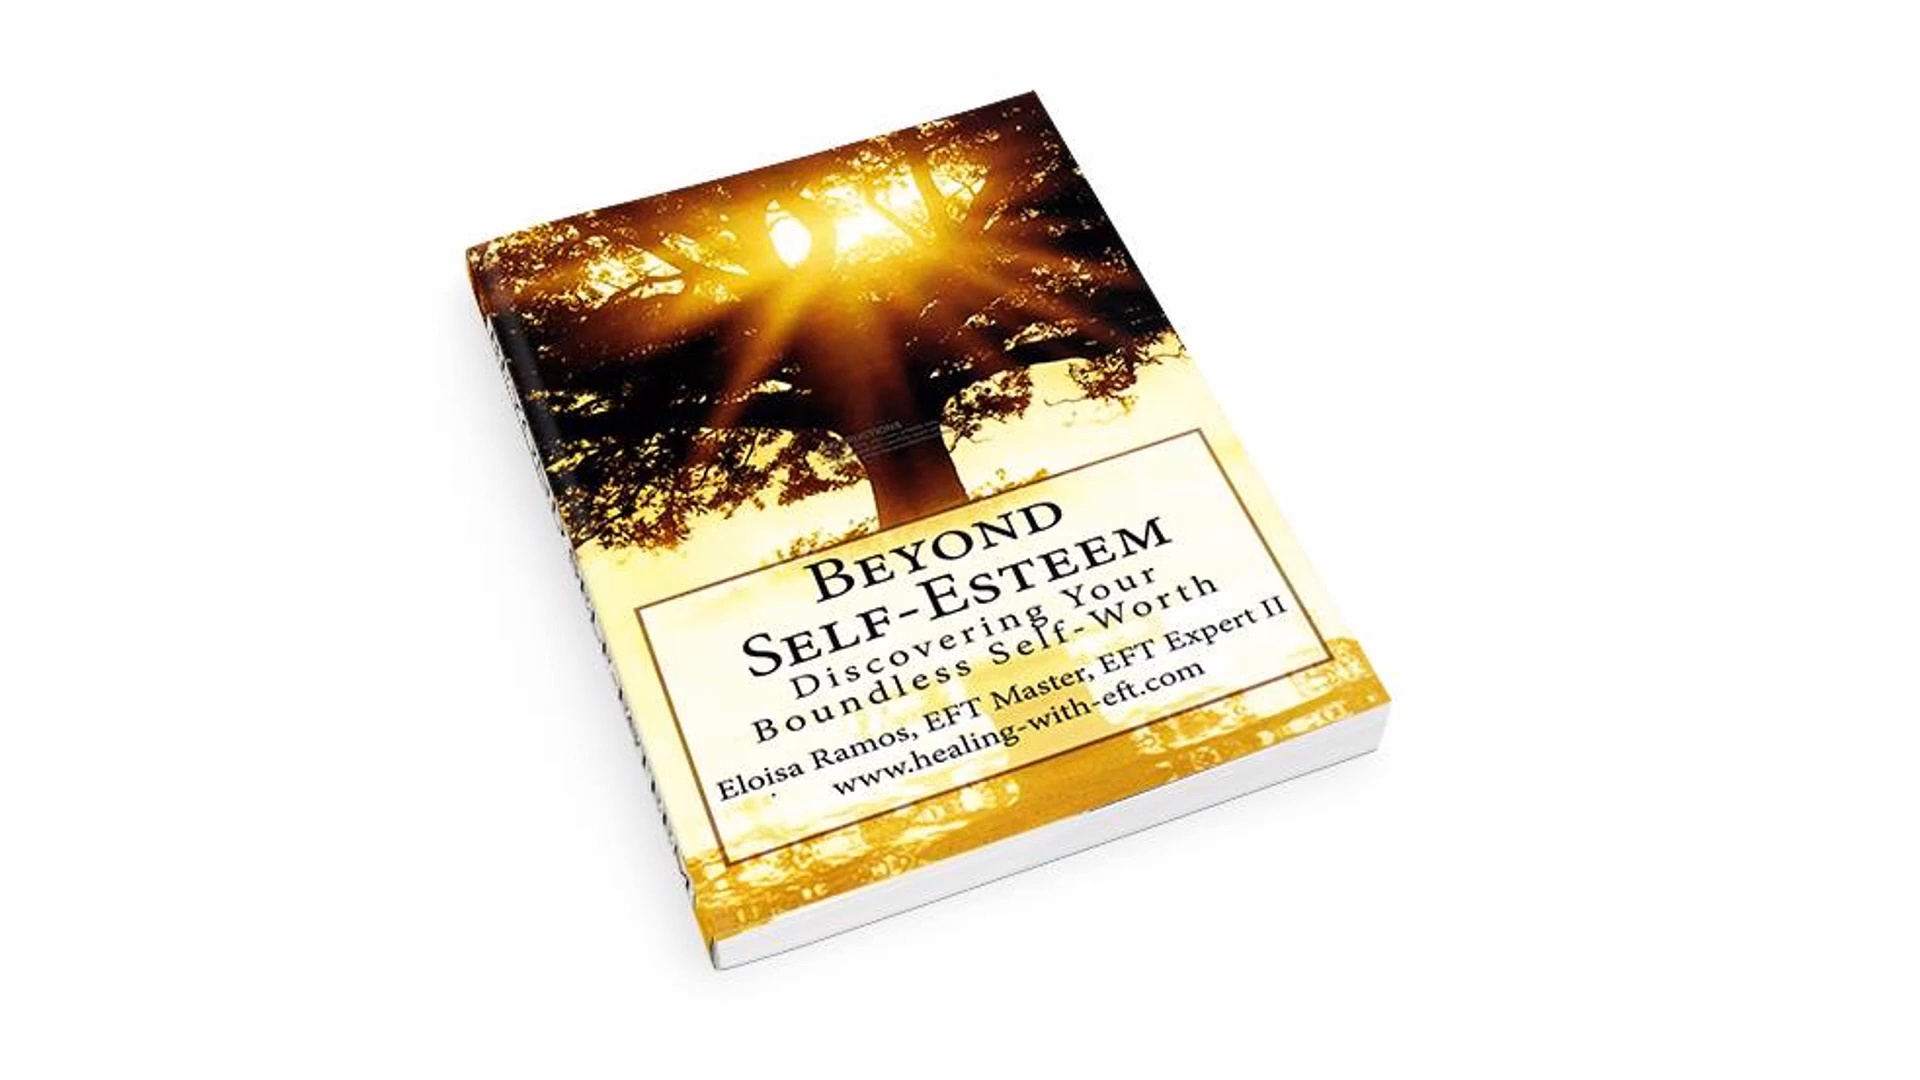 BEYOND
SELF-ESTEEM
Discovering Your
Boundless Self-Worth
Eloisa Ramos, EFT Master, EFT Expert II
www.healing-with-eft.com